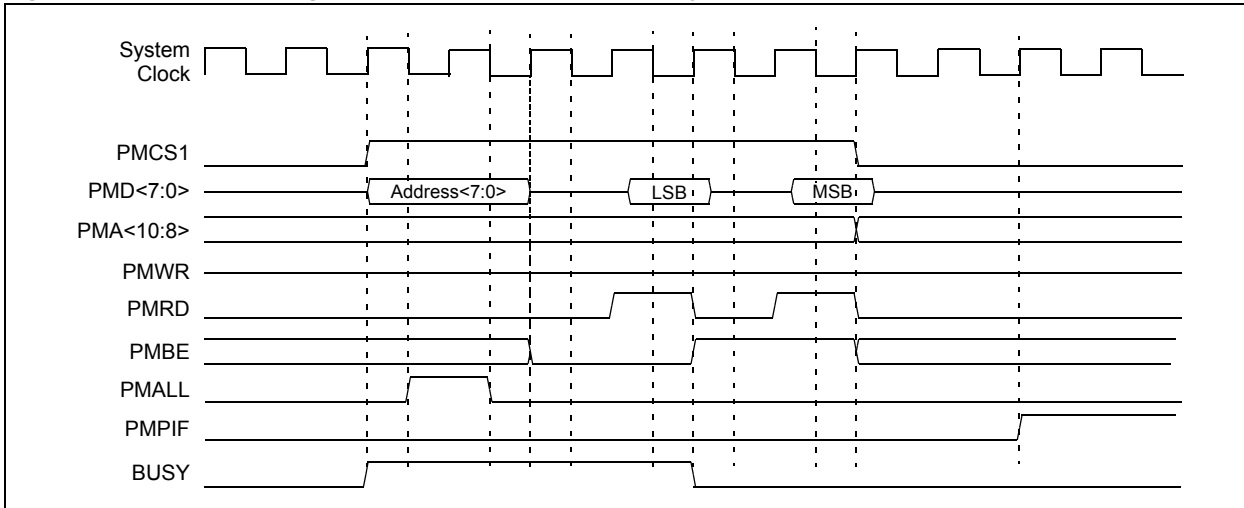 System
Clock
PMCS1
PMD<7:0>
Address<7:0>
LSB
MSB
PMA<10:8>
PMWR
PMRD
PMBE
PMALL
PMPIF
BUSY